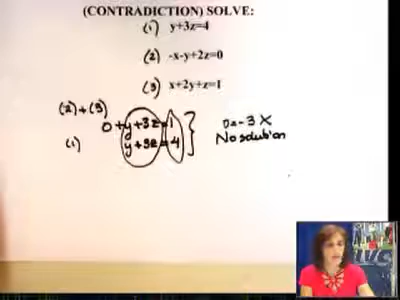 (CONTRADICTION) SOLVE:
(1) y+3z=4
(2) -x-y+2z=0
(3) x+2y+z=1
(2)+(3)
0+y+3z=1
(1) y+3z=4
0=-3 X
No solution